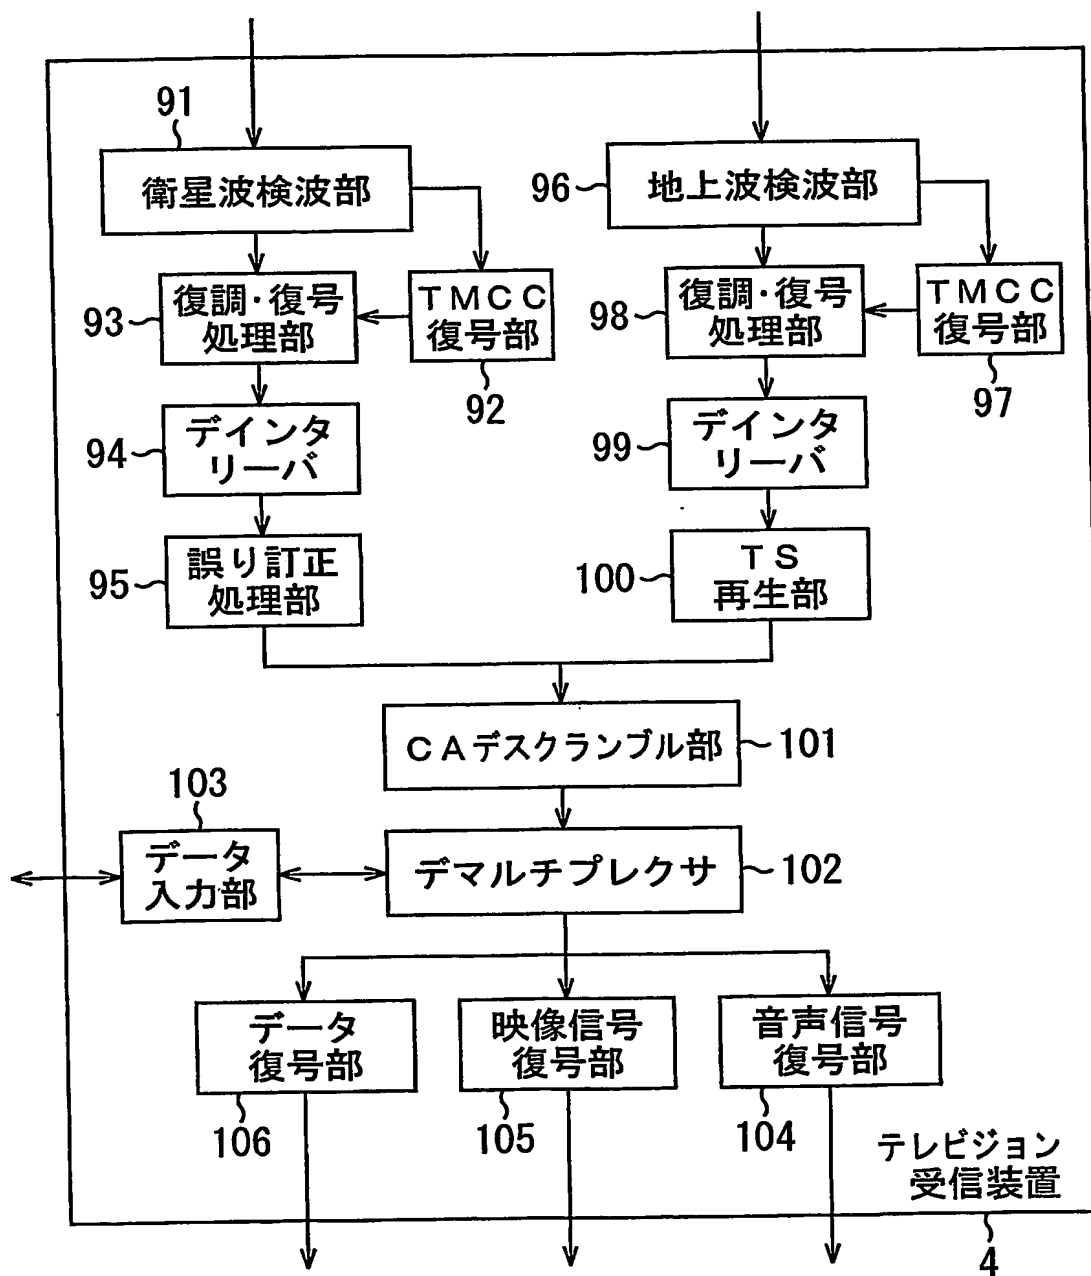 91
衛星波検波部
96
地上波検波部
93
復調・復号
処理部
TMCC
復号部
92
98
復調・復号
処理部
TMCC
復号部
97
94
デインタ
リーバ
99
デインタ
リーバ
95
誤り訂正
処理部
100
TS
再生部
CAデスクランブル部
101
103
データ
入力部
デマルチプレクサ
102
データ
復号部
106
映像信号
復号部
105
音声信号
復号部
104
テレビジョン
受信装置
4